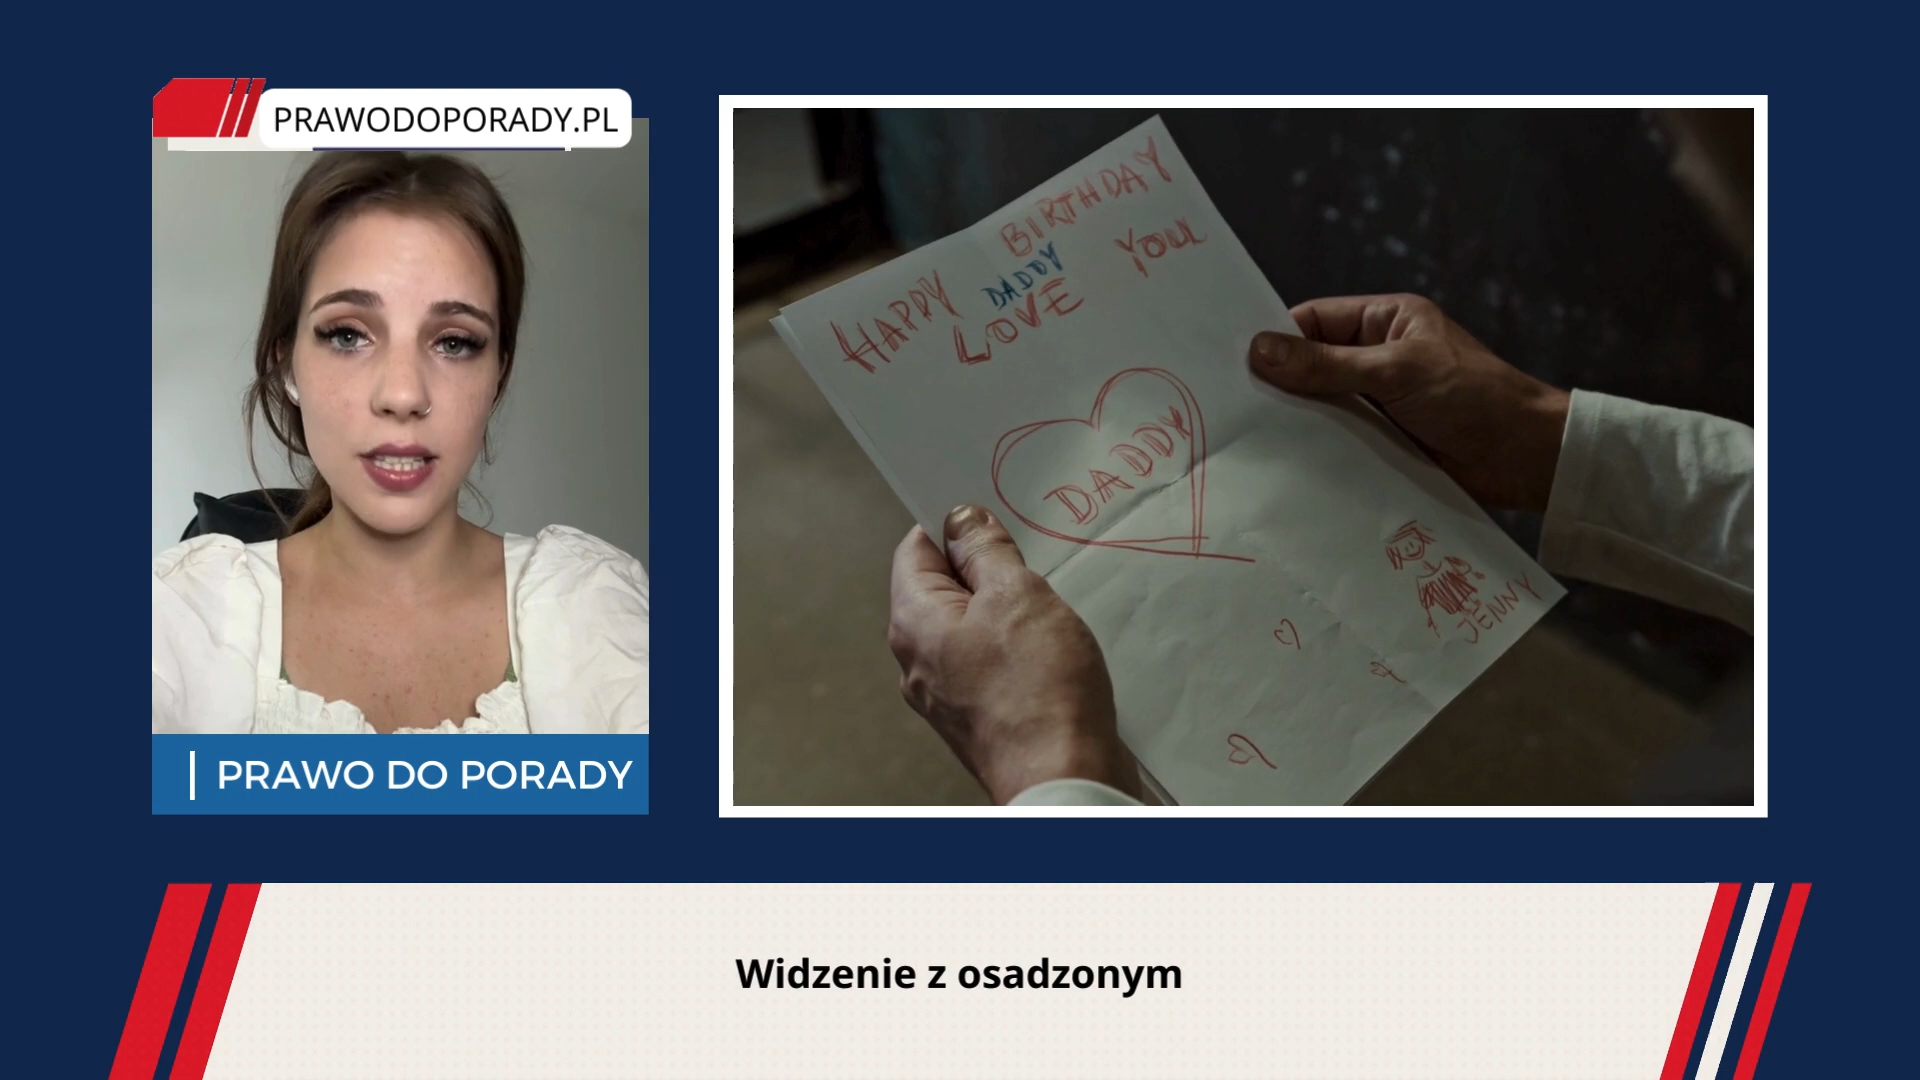 PRAWODOPORADY.PL
PRAWO DO PORADY
HAPPY BIRTHDAY
DADDY
LOVE YOU
DADDY
JENNY
Widzenie z osadzonym